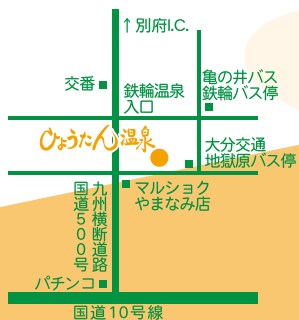 ↑別府I.C.
交番
鉄輪温泉
入口
亀の井バス
鉄輪バス停
ひょうたん温泉
大分交通
地獄原バス停
マルショク
やまなみ店
九州横断道路
国道500号
パチンコ
国道10号線